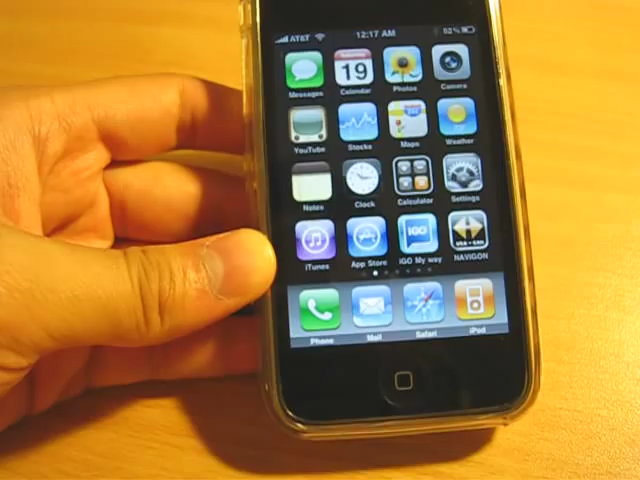 AT&T 12:17 AM 52%
19
Messages Calendar Photos Camera
YouTube Stocks Maps Weather
Notes Clock Calculator Settings
iGO
iTunes App Store iGO My way NAVIGON
Phone Mail Safari iPod